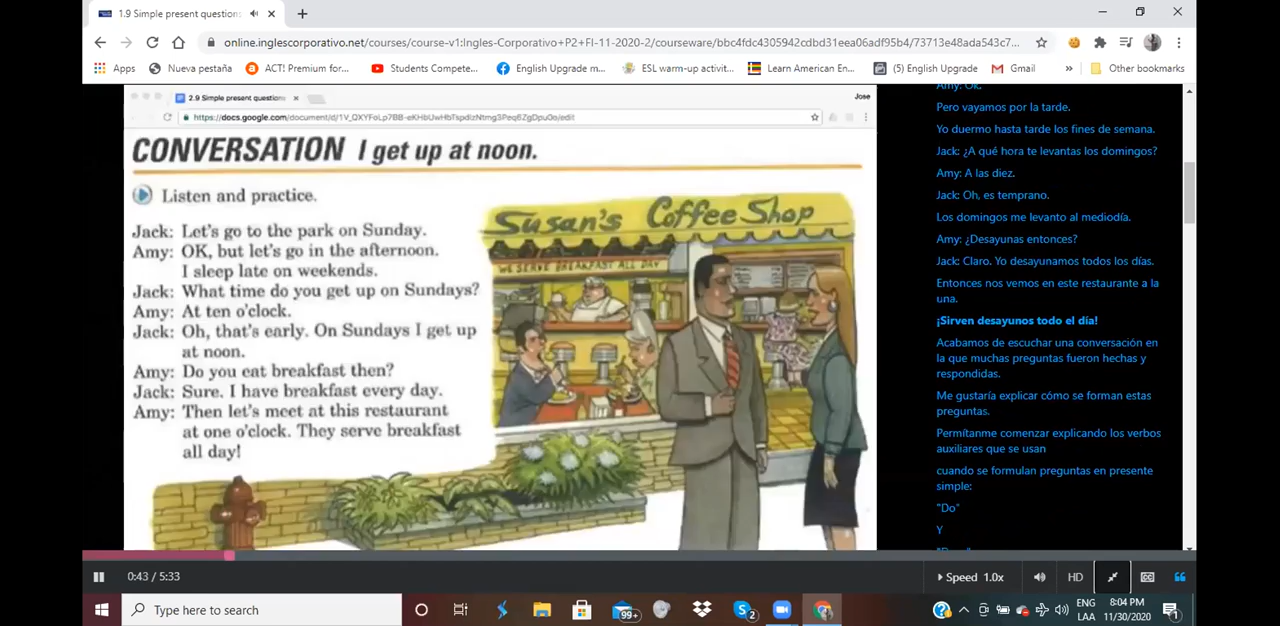 1.9 Simple present questions
online.inglescorporativo.net/courses/course-v1:Ingles-Corporativo+P2+FI-11-2020-2/courseware/bbc4fdc4305942cdbd31eea06adf95b4/73713e48ada543c7...
Apps
Nueva pestaña
ACT! Premium for...
Students Compete...
English Upgrade m...
ESL warm-up activit...
Learn American En...
(5) English Upgrade
Gmail
»
Other bookmarks
2.9 Simple present question
Jose
CONVERSATION I get up at noon.
Listen and practice.
Jack: Let's go to the park on Sunday.
Amy: OK, but let's go in the afternoon.
I sleep late on weekends.
Jack: What time do you get up on Sundays?
Amy: At ten o'clock.
Jack: Oh, that's early. On Sundays I get up
at noon.
Amy: Do you eat breakfast then?
Jack: Sure. I have breakfast every day.
Amy: Then let's meet at this restaurant
at one o'clock. They serve breakfast
all day!
Susan's Coffee Shop
WE SERVE BREAKFAST ALL DAY
Amy: Ok.
Pero vayamos por la tarde.
Yo duermo hasta tarde los fines de semana.
Jack: ¿A qué hora te levantas los domingos?
Amy: A las diez.
Jack: Oh, es temprano.
Los domingos me levanto al mediodía.
Amy: ¿Desayunas entonces?
Jack: Claro. Yo desayunamos todos los días.
Entonces nos vemos en este restaurante a la
una.
¡Sirven desayunos todo el día!
Acabamos de escuchar una conversación en
la que muchas preguntas fueron hechas y
respondidas.
Me gustaría explicar cómo se forman estas
preguntas.
Permítanme comenzar explicando los verbos
auxiliares que se usan
cuando se formulan preguntas en presente
simple:
"Do"
Y
0:43 / 5:33
Speed 1.0x
HD
Type here to search
99+
2
ENG
LAA
8:04 PM
11/30/2020
1